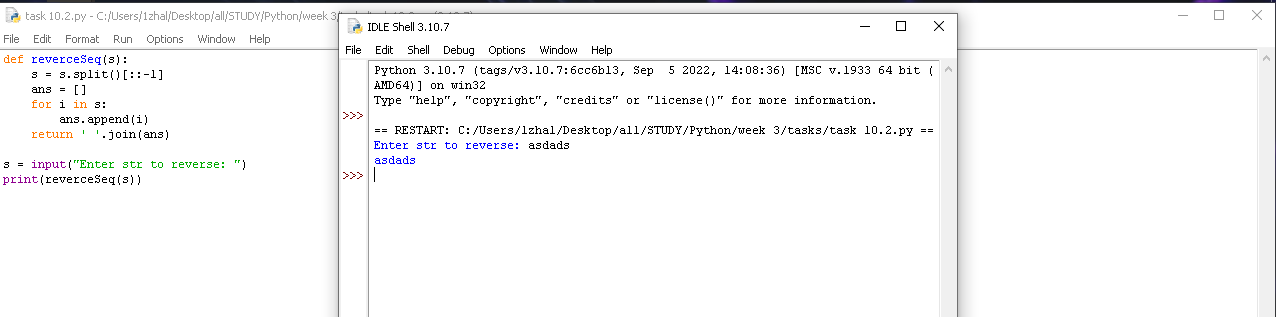 task 10.2.py - C:/Users/1zhal/Desktop/all/STUDY/Python/week
File Edit Format Run Options Window Help
def reverceSeq(s):
    s = s.split()[::-1]
    ans = []
    for i in s:
        ans.append(i)
    return ' '.join(ans)
s = input("Enter str to reverse: ")
print(reverceSeq(s))
IDLE Shell 3.10.7
File Edit Shell Debug Options Window Help
Python 3.10.7 (tags/v3.10.7:6cc6b13, Sep  5 2022, 14:08:36) [MSC v.1933 64 bit (
AMD64)] on win32
Type "help", "copyright", "credits" or "license()" for more information.
>>>
== RESTART: C:/Users/1zhal/Desktop/all/STUDY/Python/week 3/tasks/task 10.2.py ==
Enter str to reverse: asdads
asdads
>>>